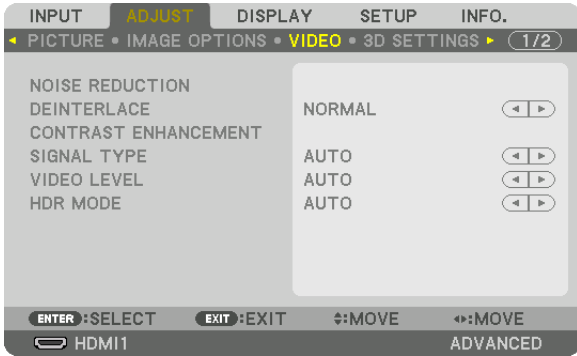 INPUT ADJUST DISPLAY SETUP INFO.
PICTURE • IMAGE OPTIONS • VIDEO • 3D SETTINGS 1/2
NOISE REDUCTION
DEINTERLACE NORMAL
CONTRAST ENHANCEMENT
SIGNAL TYPE AUTO
VIDEO LEVEL AUTO
HDR MODE AUTO
ENTER :SELECT EXIT :EXIT :MOVE :MOVE
HDMI1 ADVANCED